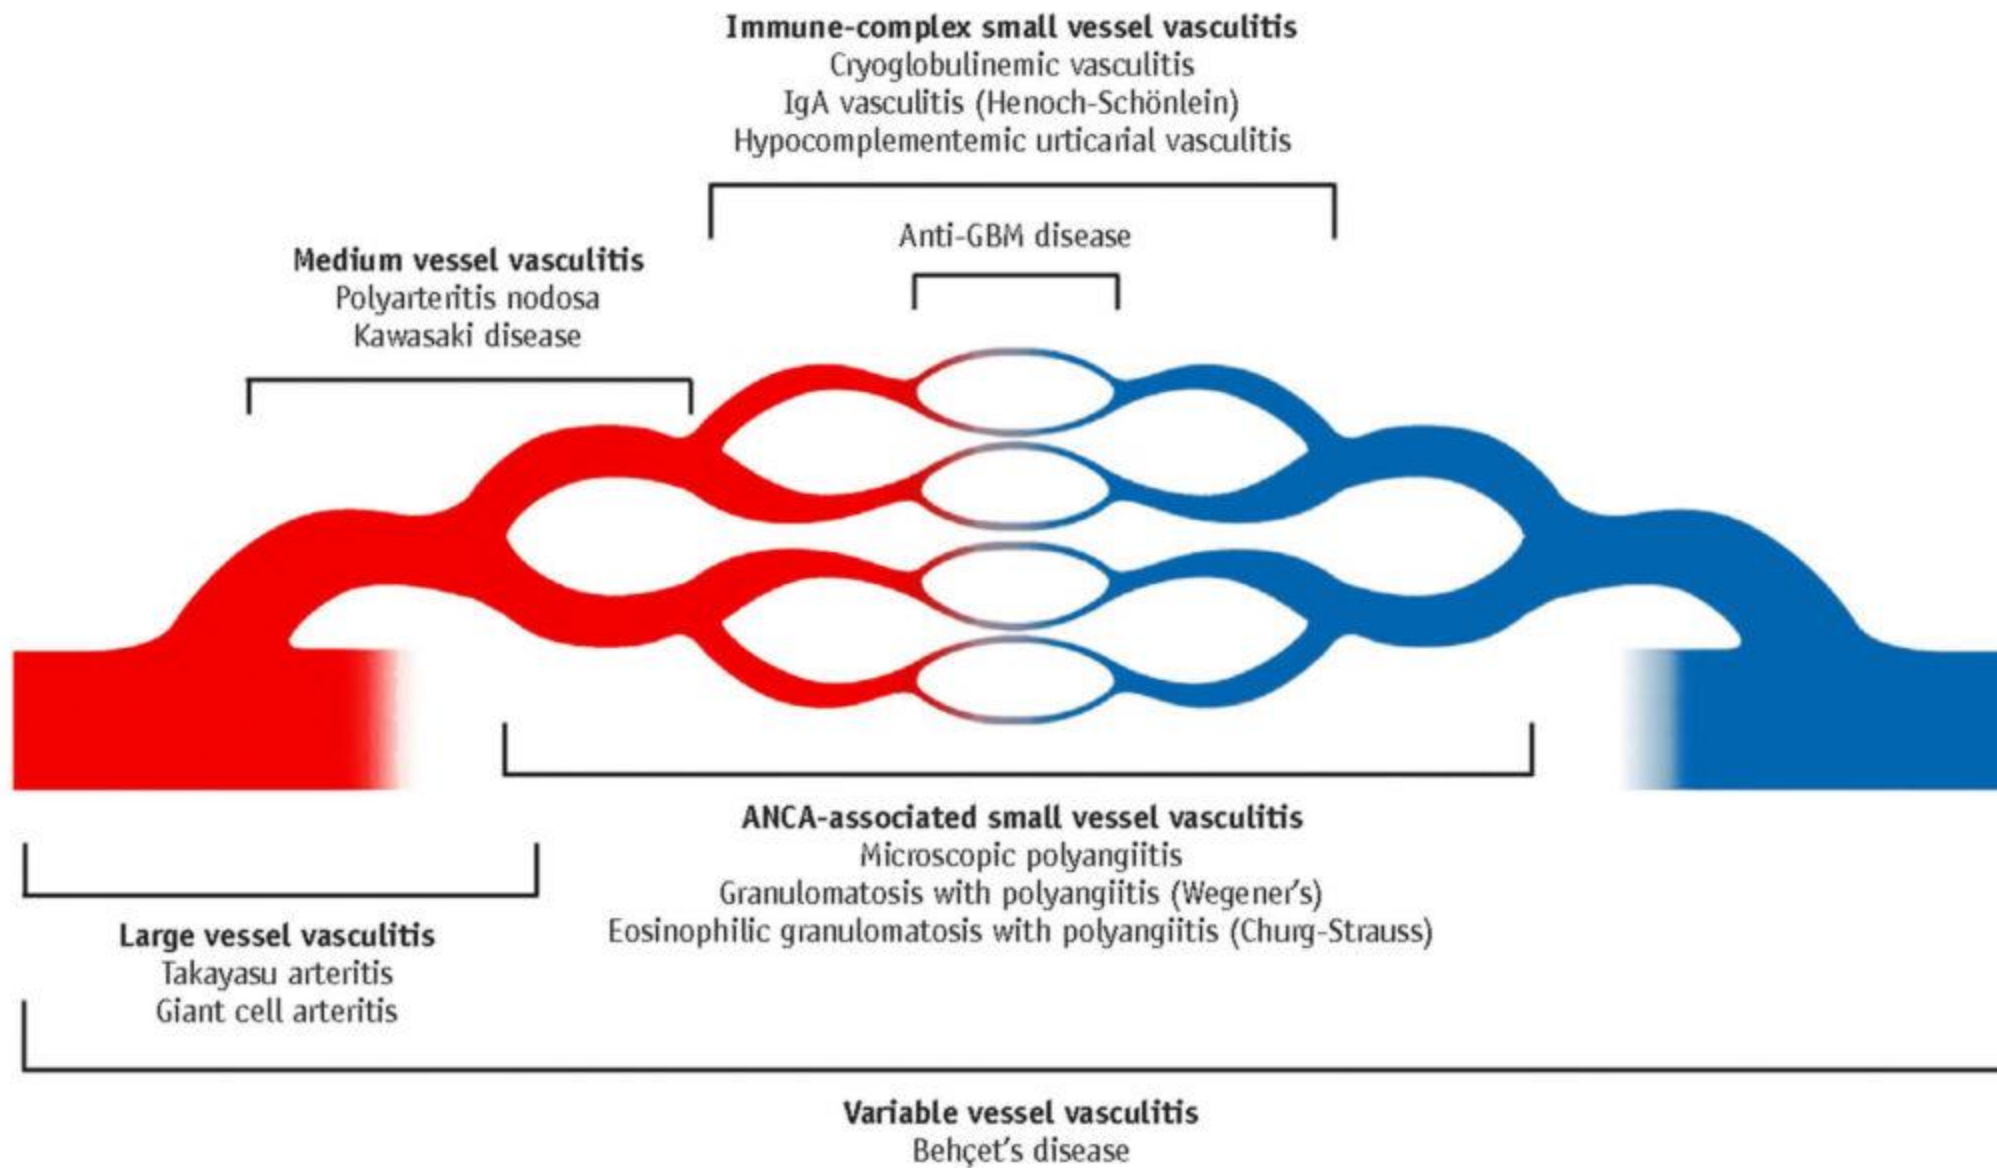 Immune-complex small vessel vasculitis
Cryoglobulinemic vasculitis
IgA vasculitis (Henoch-Schönlein)
Hypocomplementemic urticarial vasculitis
Anti-GBM disease
Medium vessel vasculitis
Polyarteritis nodosa
Kawasaki disease
ANCA-associated small vessel vasculitis
Microscopic polyangiitis
Granulomatosis with polyangiitis (Wegener's)
Eosinophilic granulomatosis with polyangiitis (Churg-Strauss)
Large vessel vasculitis
Takayasu arteritis
Giant cell arteritis
Variable vessel vasculitis
Behçet's disease